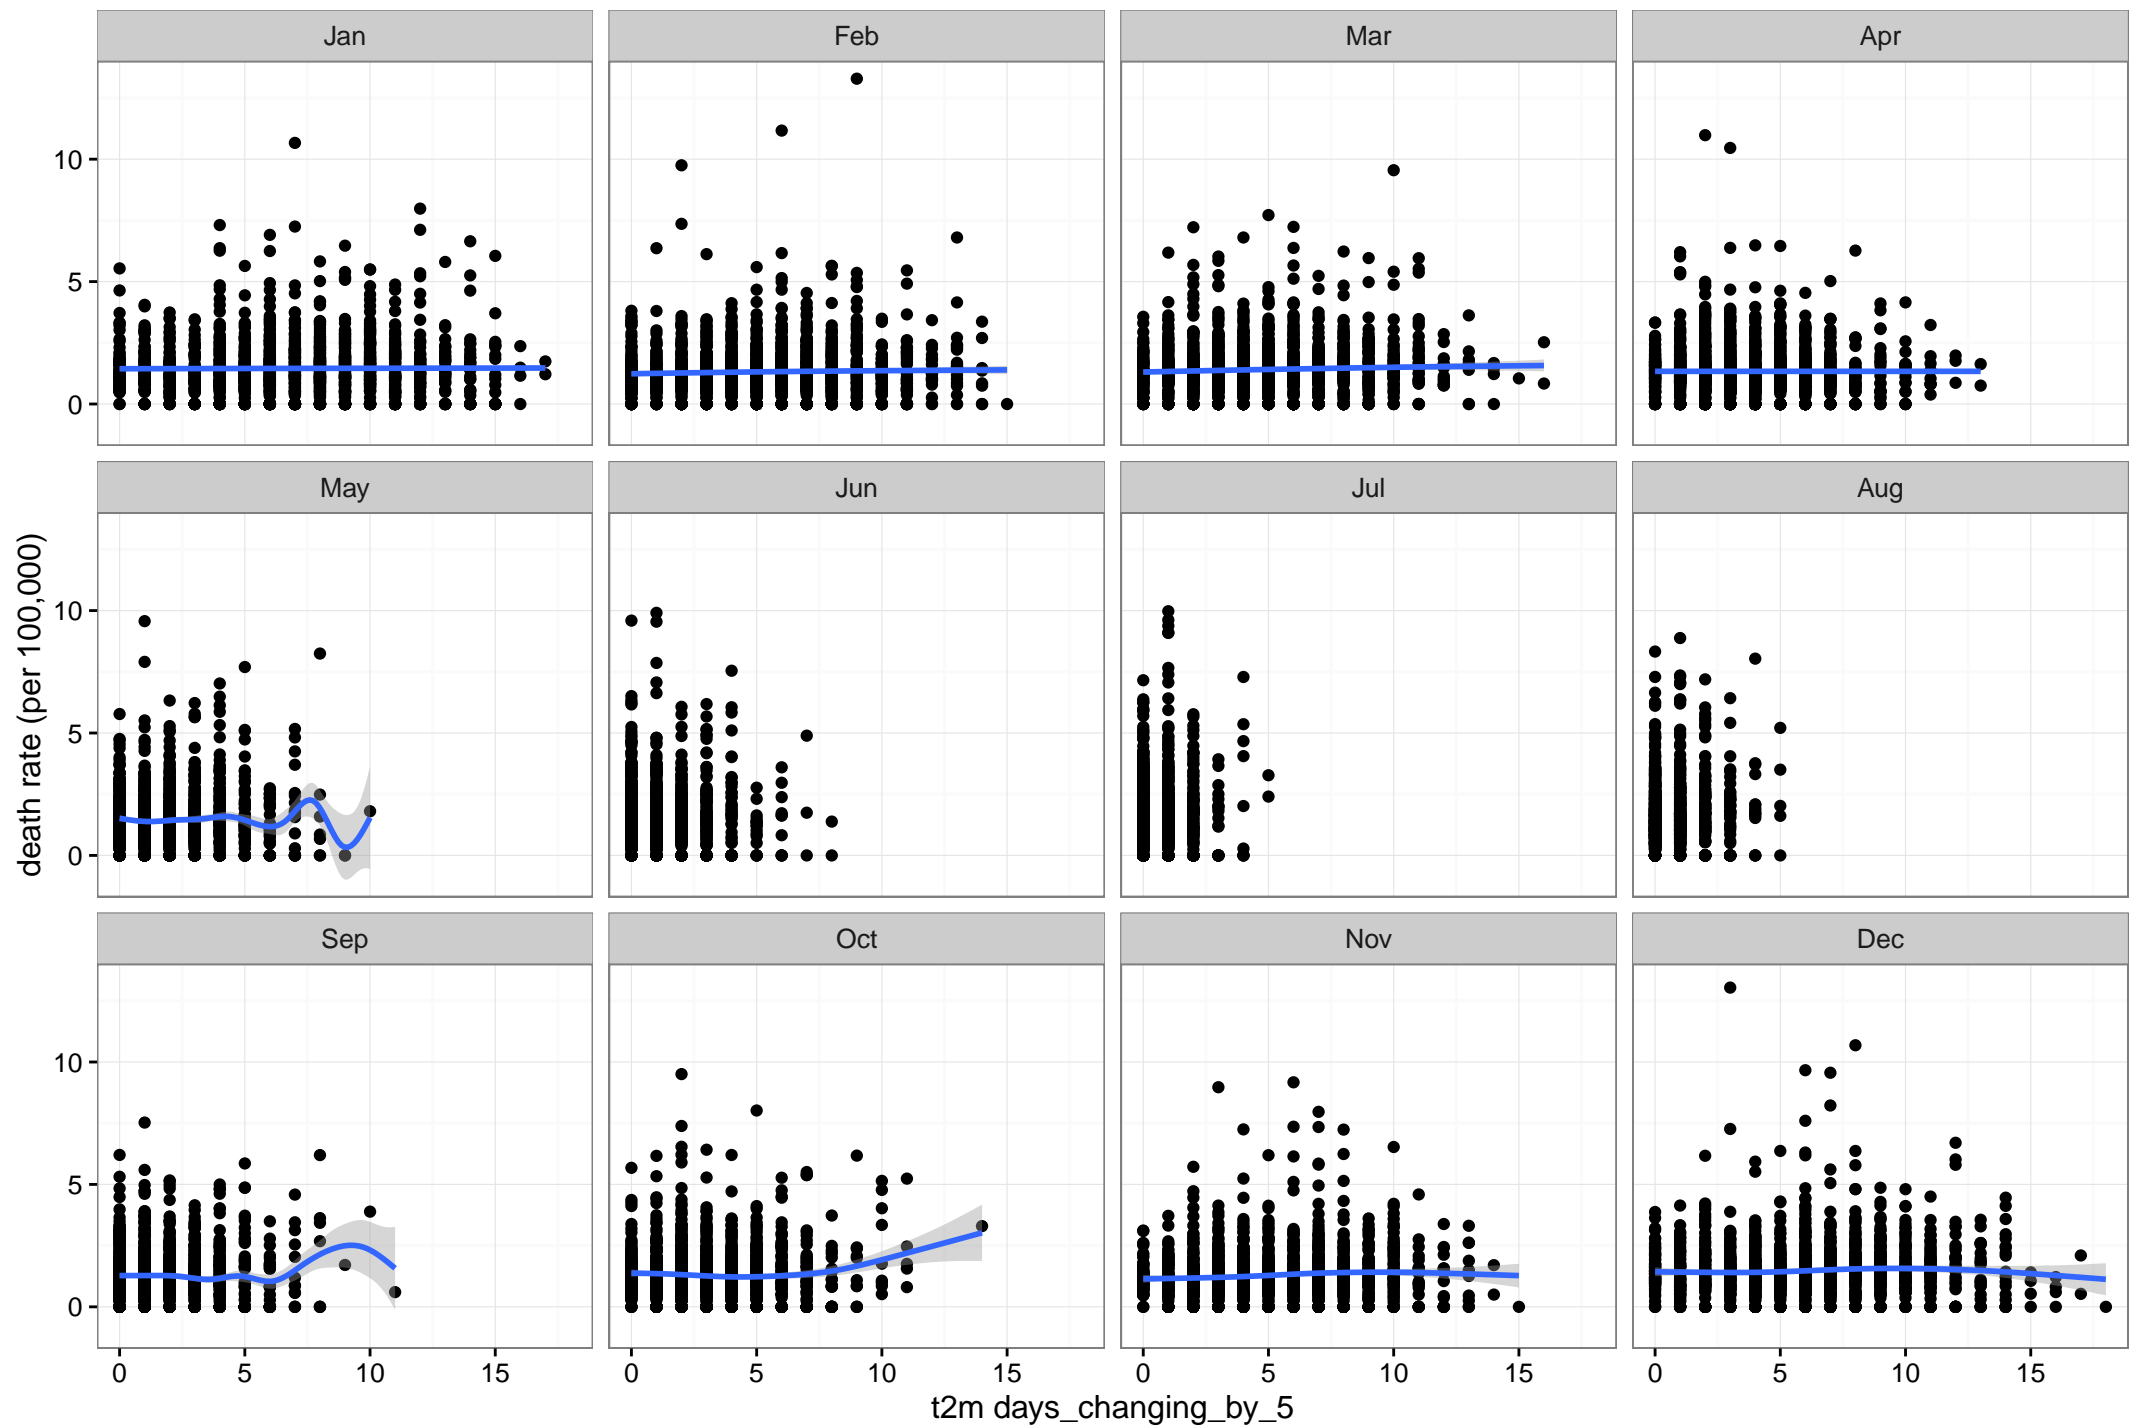 Jan Feb Mar Apr
10
5
0
May Jun Jul Aug
10
5
0
death rate (per 100,000)
Sep Oct Nov Dec
10
5
0
0 5 10 15 0 5 10 15 0 5 10 15 0 5 10 15
t2m days_changing_by_5